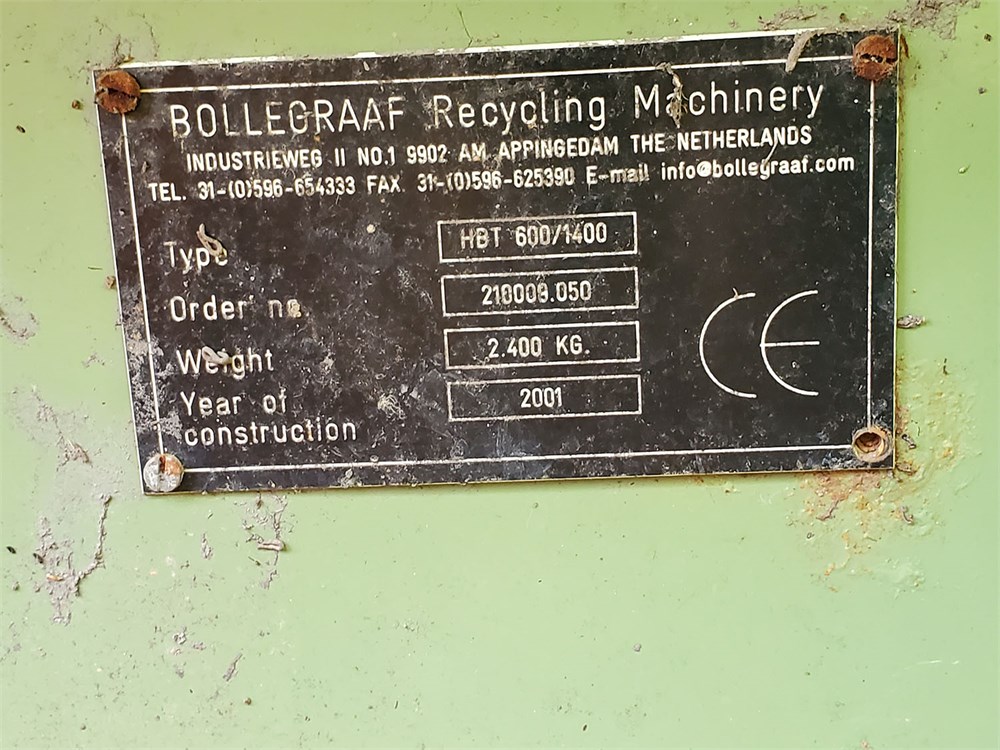 BOLLEGRAAF Recycling Machinery
INDUSTRIEWEG II NO.1 9902 AM APPINGEDAM THE NETHERLANDS
TEL. 31-(0)596-654333 FAX. 31-(0)596-625390 E-mail info@bollegraaf.com
Type HBT 600/1400
Order no. 210009.050
Weight 2.400 KG.
Year of
construction 2001
CE